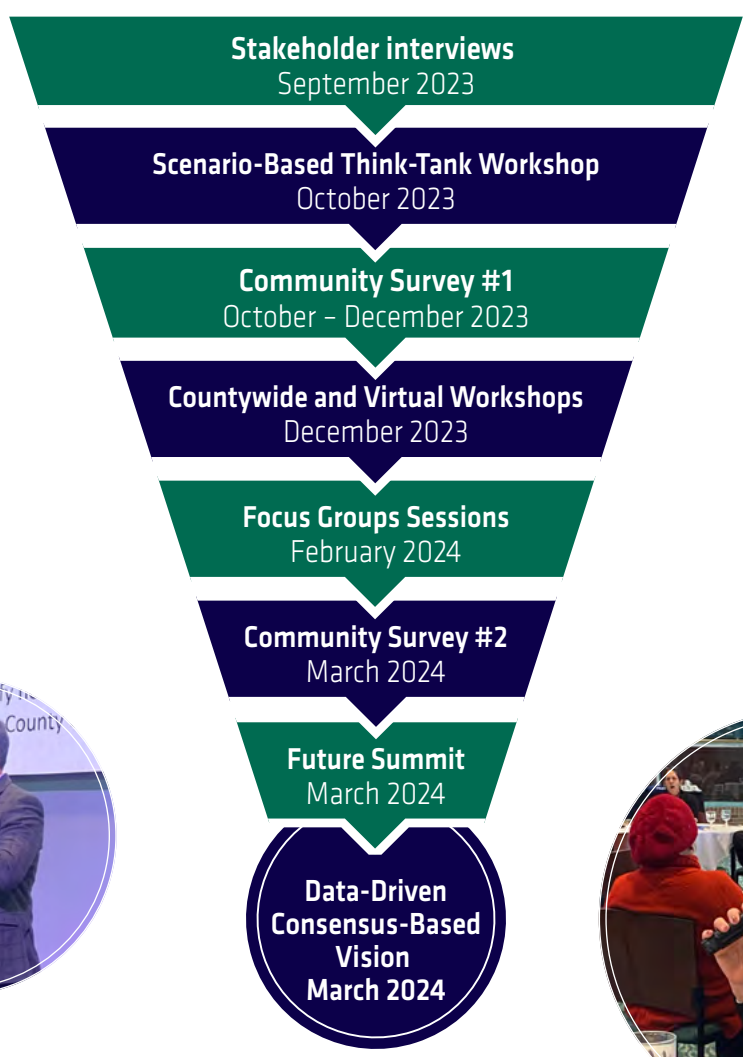 Stakeholder interviews
September 2023
Scenario-Based Think-Tank Workshop
October 2023
Community Survey #1
October – December 2023
Countywide and Virtual Workshops
December 2023
Focus Groups Sessions
February 2024
Community Survey #2
March 2024
County
Future Summit
March 2024
Data-Driven
Consensus-Based
Vision
March 2024